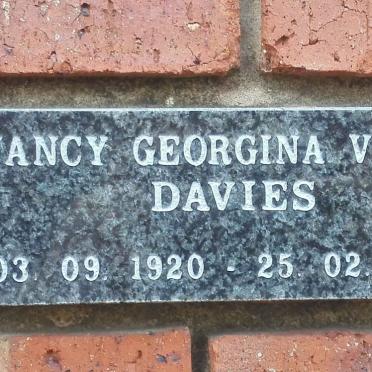 ANCY GEORGINA V
DAVIES
03. 09. 1920 - 25. 02.